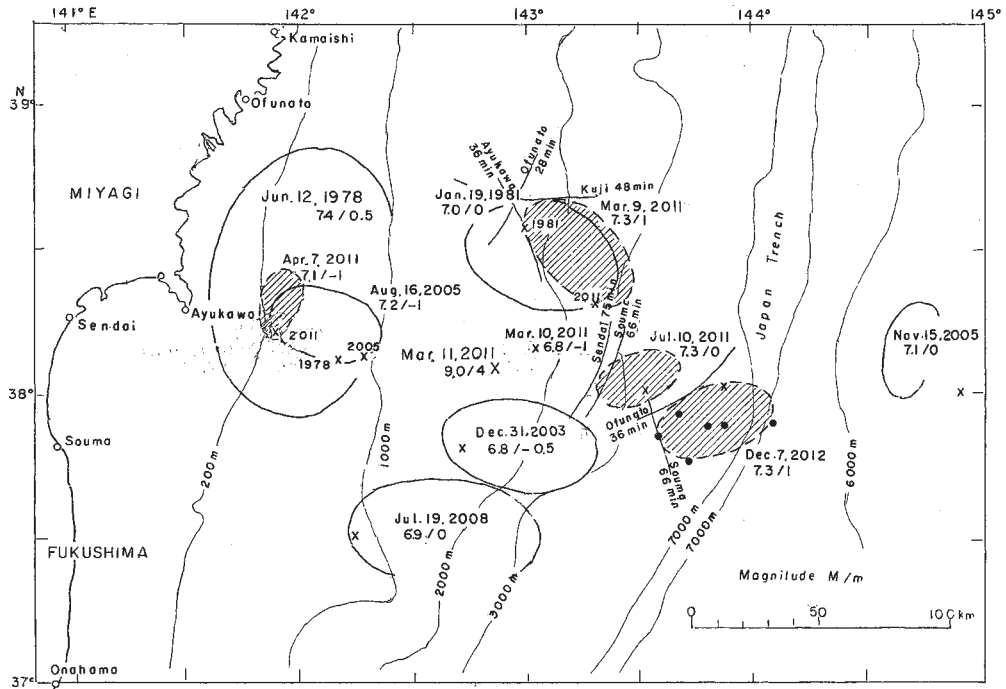 141° E
142°
143°
144°
145°
N
39°
38°
37°
Kamaishi
Ofunato
MIYAGI
Jun. 12, 1978
7.4 / 0.5
Apr. 7, 2011
7.1 / -1
Aug. 16, 2005
7.2 / -1
Ayukawa
Sendai
2011
2005
1978
Jan. 19, 1981
7.0 / 0
Ayukawa
36 min
Ofunato
28 min
Kuji 48min
1981
Mar. 9, 2011
7.3 / 1
2011
Mar. 10, 2011
6.8 / -1
Sendai 75 min
Souma
66 min
Mar. 11, 2011
9.0 / 4
Jul. 10, 2011
7.3 / 0
Japan Trench
Nov. 15, 2005
7.1 / 0
Souma
Dec. 31, 2003
6.8 / -0.5
Ofunato
36 min
Souma
66 min
Dec. 7, 2012
7.3 / 1
200 m
1000 m
Jul. 19, 2008
6.9 / 0
FUKUSHIMA
2000 m
3000 m
7000 m
7000 m
6000 m
Magnitude M / m
0
50
100 km
Onahama